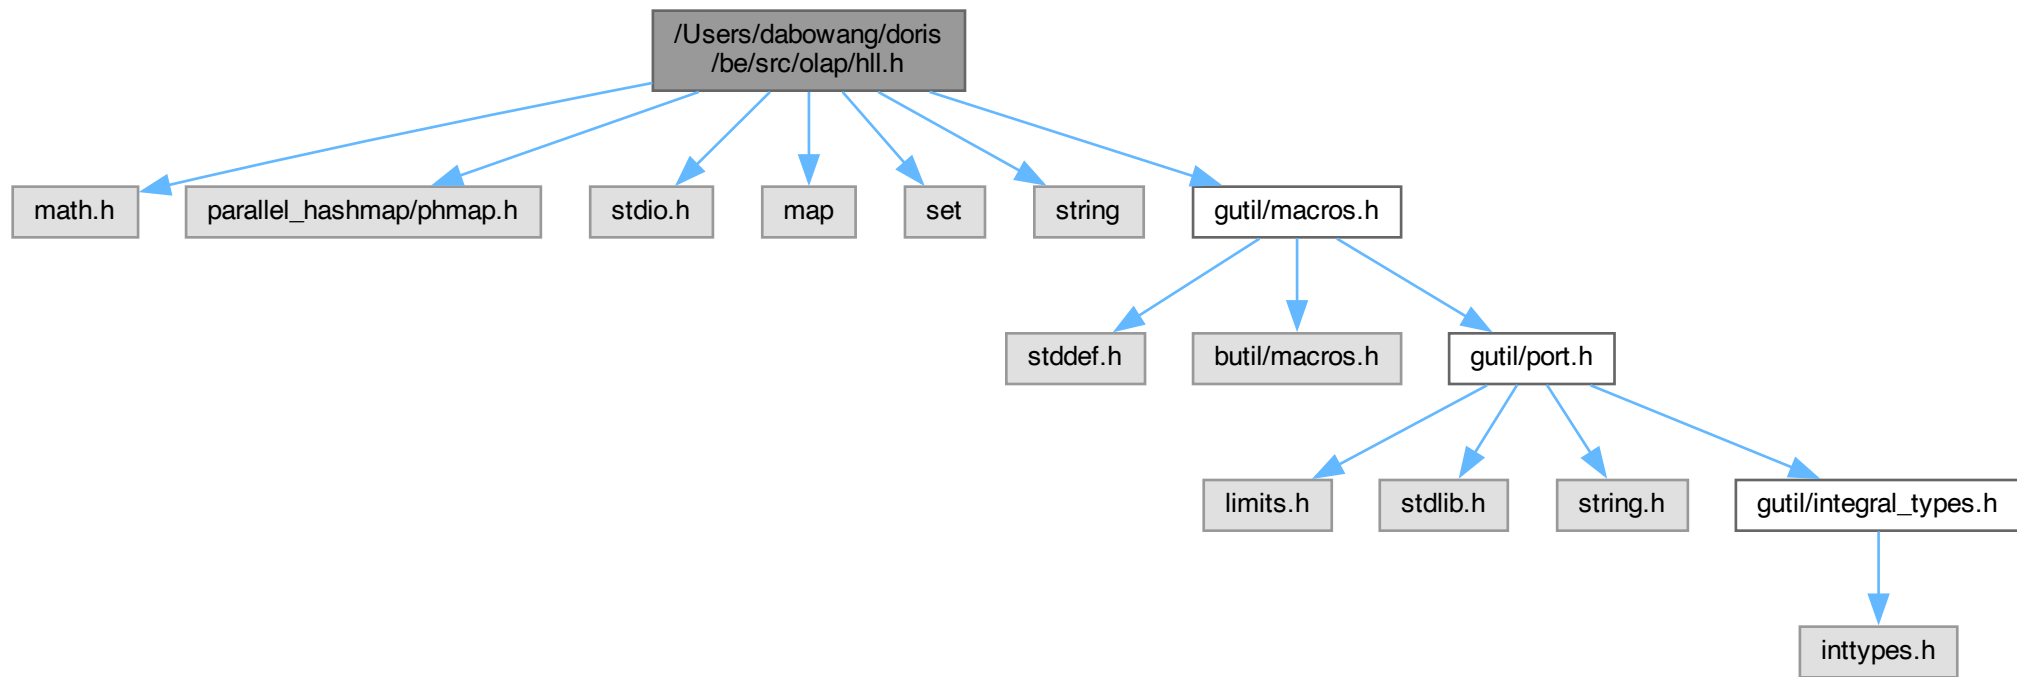 /Users/dabowang/doris
/be/src/olap/hll.h
math.h
parallel_hashmap/phmap.h
stdio.h
map
set
string
gutil/macros.h
stddef.h
butil/macros.h
gutil/port.h
limits.h
stdlib.h
string.h
gutil/integral_types.h
inttypes.h